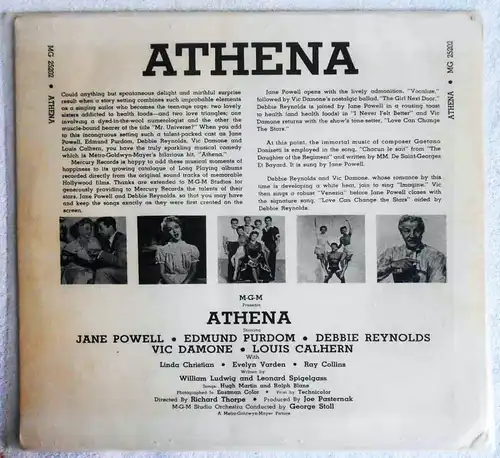 ATHENA
MG 25202 • ATHENA
ATHENA • MG 25202
Could anything but spontaneous delight and mirthful surprise
result when a story setting combines such improbable elements
as a singing sailor who becomes the teen-age rage; two lovely
sisters addicted to health foods—and two love triangles; one
involving a dyed-in-the-wool numerologist and the other the
muscle-bound bearer of the title "Mr. Universe?" When you add
to this incongruous setting such a talent-packed cast as Jane
Powell, Edmund Purdom, Debbie Reynolds, Vic Damone and
Louis Calhern, you have the truly sparkling musical comedy
which is Metro-Goldwyn-Mayer's hilarious hit, "Athena."
Mercury Records is happy to add these musical moments of
happiness to its growing catalogue of Long Playing albums
recorded directly from the original sound tracks of memorable
Hollywood films. Thanks are extended to M-G-M Studios for
generously providing to Mercury Records, the talents of their
stars, Jane Powell and Debbie Reynolds, so that you may have
and keep the songs exactly as they were first created on the
screen.
Jane Powell opens with the lively admonition, "Vocalize,"
followed by Vic Damone's nostalgic ballad, "The Girl Next Door."
Debbie Reynolds is joined by Jane Powell in a rousing toast
to health (and health foods) in "I Never Felt Better" and Vic
Damone returns with the show's tone-setter, "Love Can Change
The Stars."
At this point, the immortal music of composer Gaetano
Donizetti is employed in the song, "Chacun le sait" from "The
Daughter of the Regiment" and written by MM. De Saint-Georges
Et Bayard. It is sung by Jane Powell.
Debbie Reynolds and Vic Damone, whose romance by this
time is developing a white heat, join to sing "Imagine." Vic
then sings a robust "Venezia" before Jane Powell closes with
the signature song, "Love Can Change the Stars" aided by
Debbie Reynolds.
M-G-M
Presents
ATHENA
Starring
JANE POWELL • EDMUND PURDOM • DEBBIE REYNOLDS
VIC DAMONE • LOUIS CALHERN
With
Linda Christian • Evelyn Varden • Ray Collins
Written by
William Ludwig and Leonard Spigelgass
Songs: Hugh Martin and Ralph Blane
Photographed in Eastman Color • Print by Technicolor
Directed By Richard Thorpe • Produced by Joe Pasternak
M-G-M Studio Orchestra Conducted by George Stoll
A Metro-Goldwyn-Mayer Picture